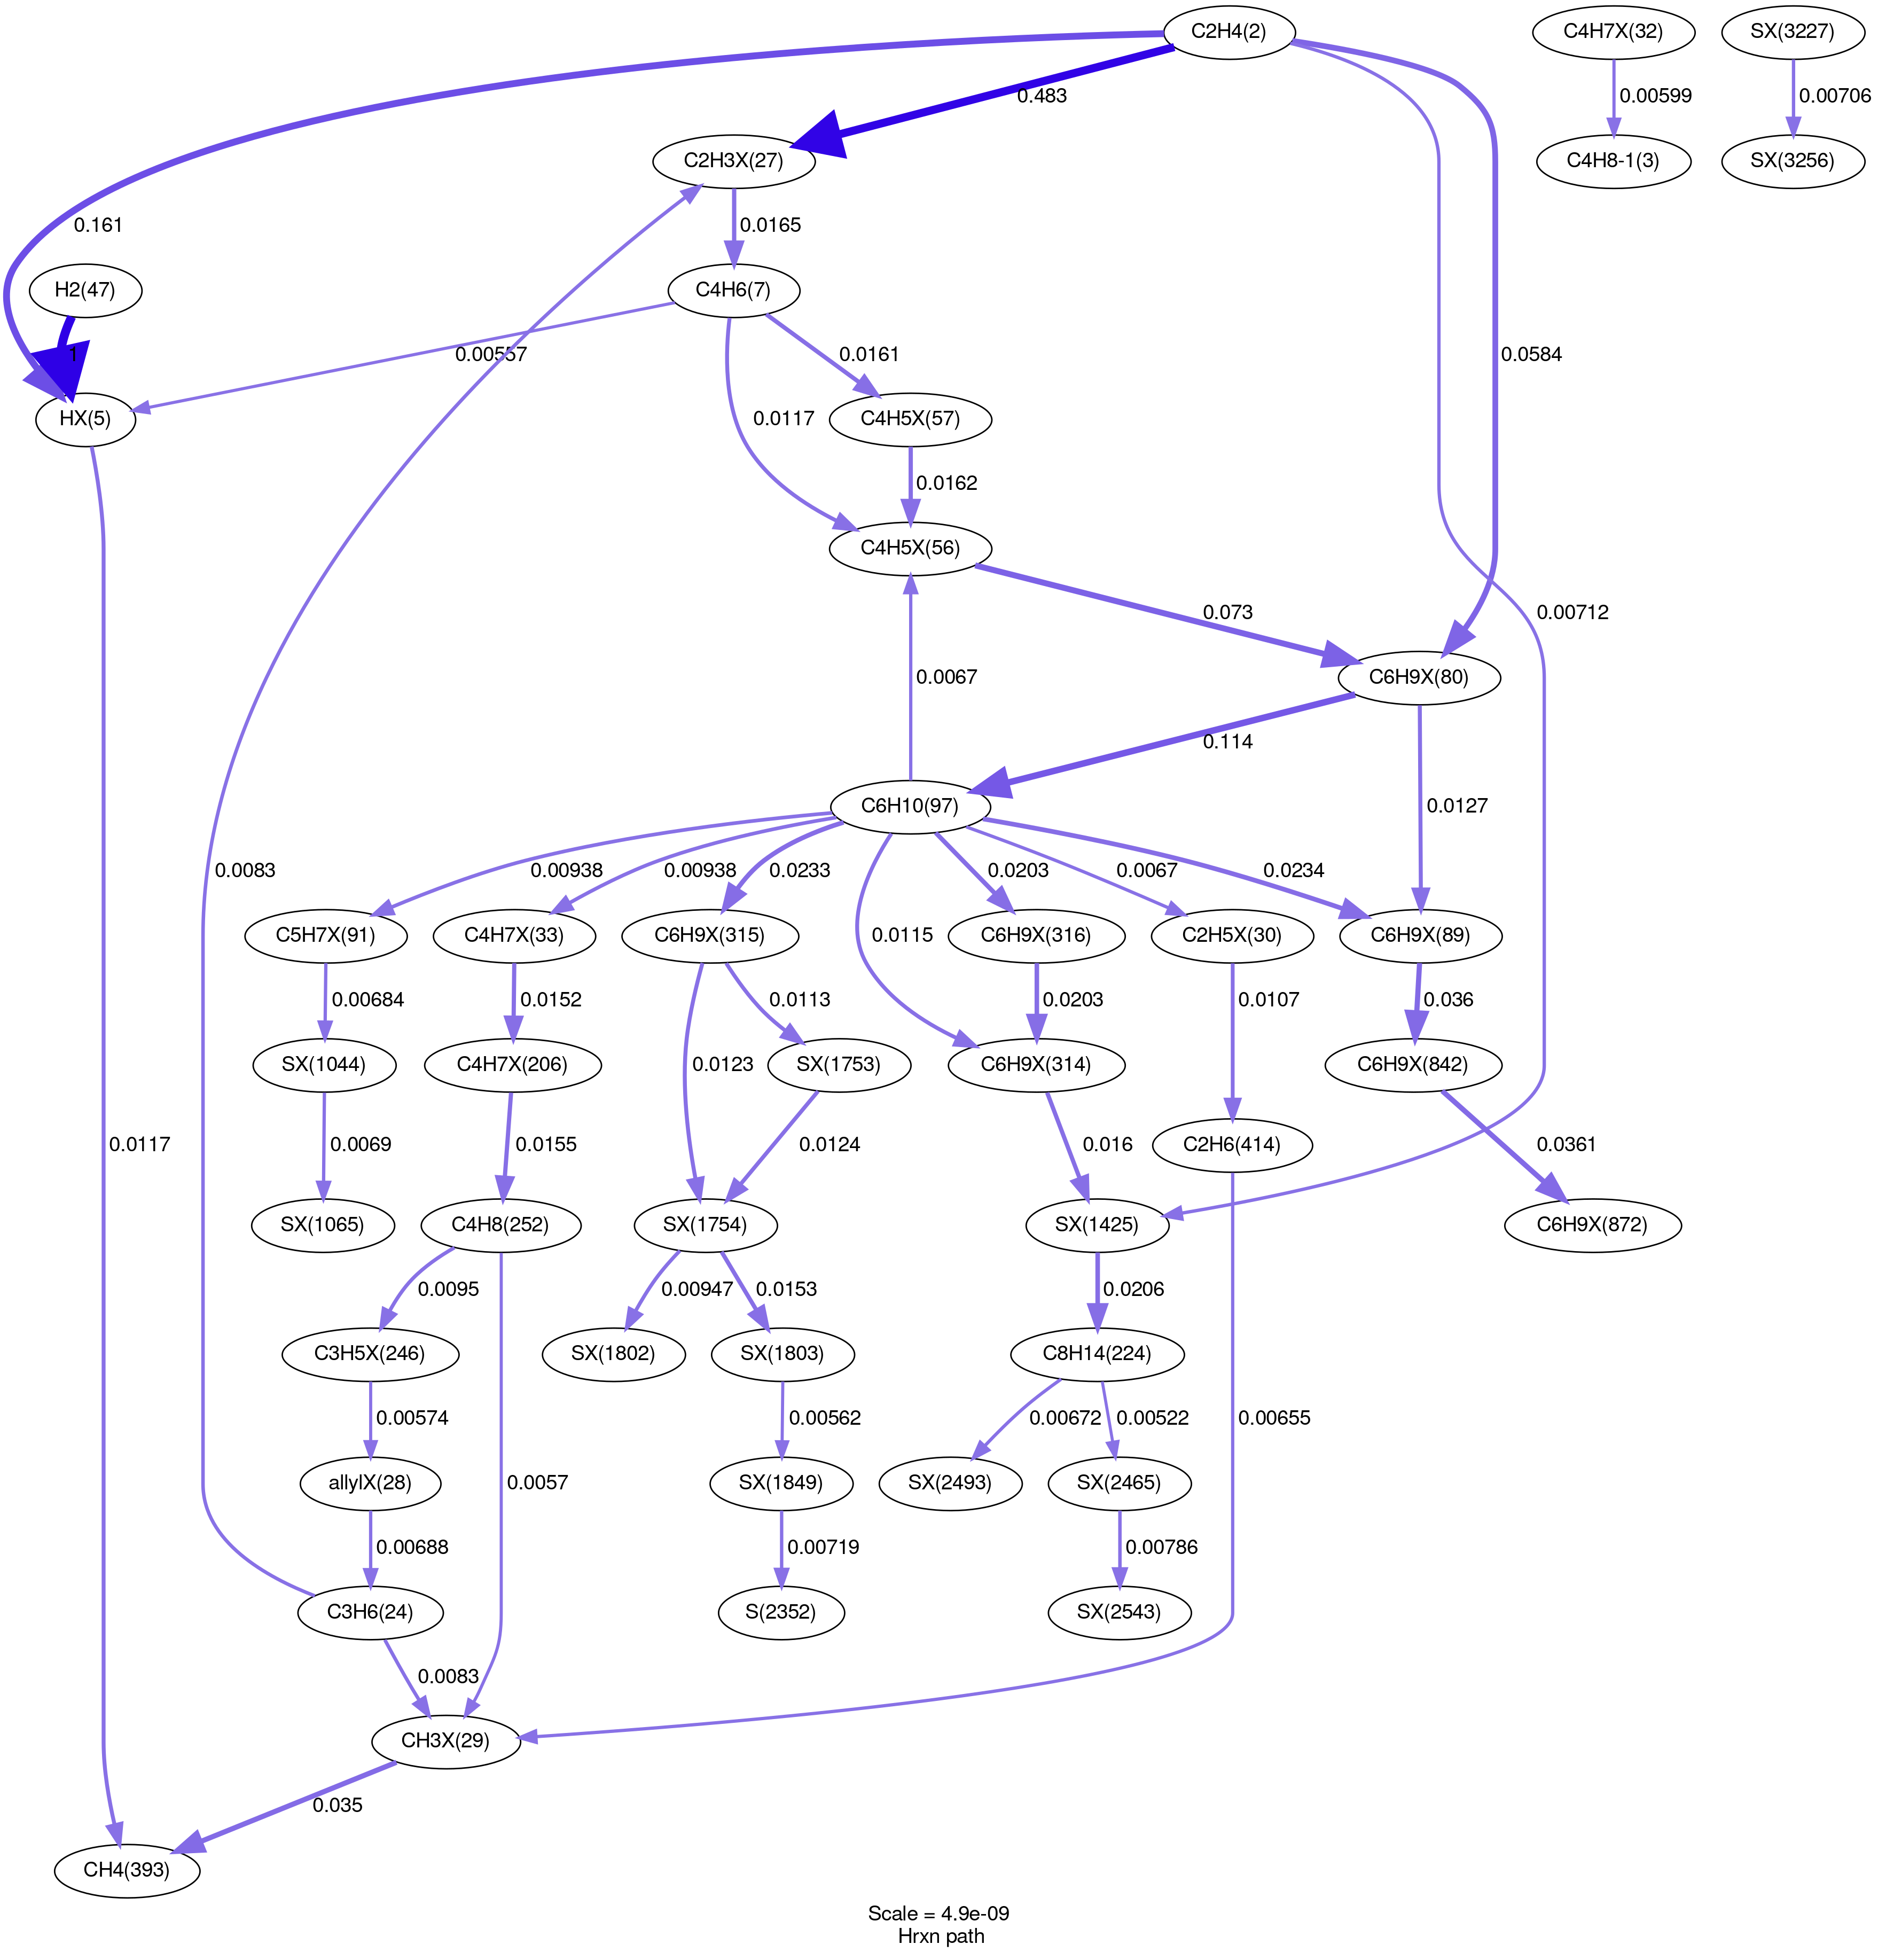 C2H4(2)
C4H7X(32)
SX(3227)
0.483
0.00599
0.00706
C2H3X(27)
C4H8-1(3)
SX(3256)
0.161
0.0165
H2(47)
C4H6(7)
1
0.00557
0.0161
0.0584
HX(5)
0.0117
C4H5X(57)
0.0162
C4H5X(56)
0.073
0.00712
0.0067
C6H9X(80)
0.114
C6H10(97)
0.0127
0.0083
0.00938
0.00938
0.0233
0.0203
0.0067
0.0234
C5H7X(91)
C4H7X(33)
C6H9X(315)
0.0115
C6H9X(316)
C2H5X(30)
C6H9X(89)
0.00684
0.0152
0.0113
0.0203
0.0107
0.036
SX(1044)
C4H7X(206)
0.0123
SX(1753)
C6H9X(314)
C6H9X(842)
0.0117
0.0069
0.0155
0.0124
0.016
C2H6(414)
0.0361
SX(1065)
C4H8(252)
SX(1754)
SX(1425)
C6H9X(872)
0.0095
0.00947
0.0153
0.0206
C3H5X(246)
SX(1802)
SX(1803)
C8H14(224)
0.00574
0.00562
0.00672
0.00522
0.00655
allylX(28)
0.0057
SX(1849)
SX(2493)
SX(2465)
0.00688
0.00719
0.00786
C3H6(24)
S(2352)
SX(2543)
0.0083
CH3X(29)
0.035
CH4(393)
Scale = 4.9e-09
Hrxn path